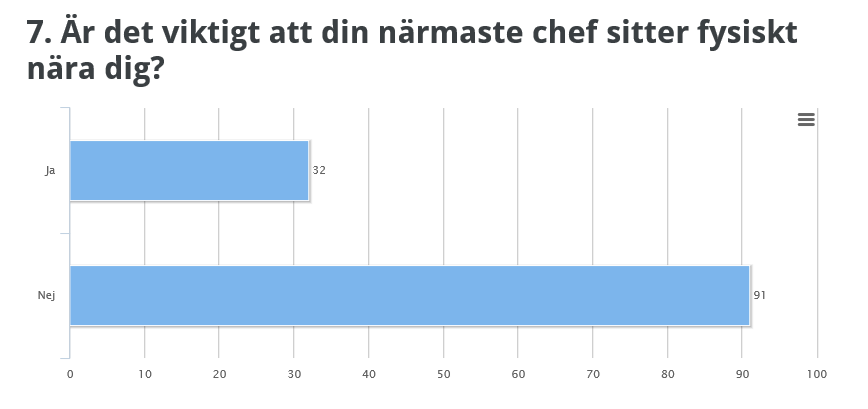 7. Är det viktigt att din närmaste chef sitter fysiskt
nära dig?
Ja
32
Nej
91
0 10 20 30 40 50 60 70 80 90 100